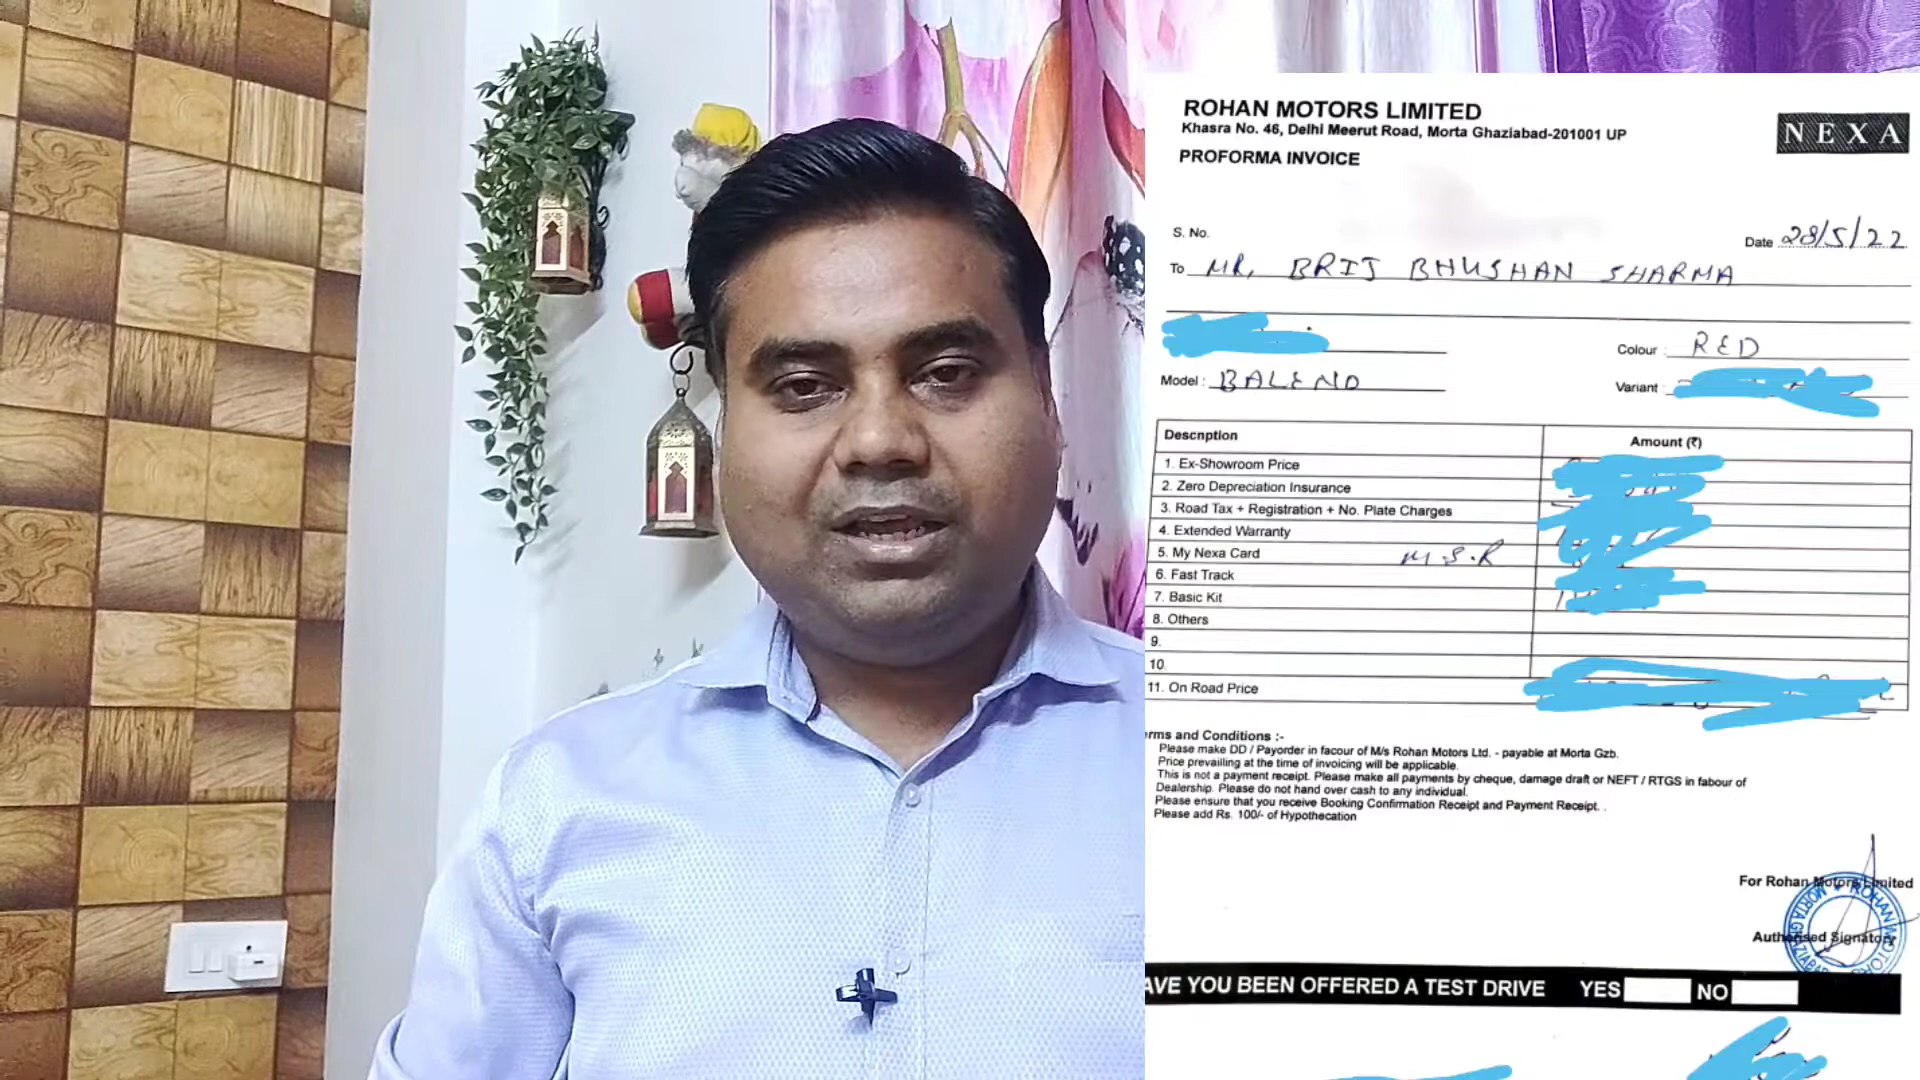 ROHAN MOTORS LIMITED
Khasra No. 46, Delhi Meerut Road, Morta Ghaziabad-201001 UP
NEXA
PROFORMA INVOICE
S. No.
Date 28/5/22
To MR. BRIJ BHUSHAN SHARMA
Colour : RED
Model : BALENO
Variant :
Description
Amount (₹)
1. Ex-Showroom Price
2. Zero Depreciation Insurance
3. Road Tax + Registration + No. Plate Charges
4. Extended Warranty
5. My Nexa Card M.S.R
6. Fast Track
7. Basic Kit
8. Others
9.
10.
11. On Road Price
rms and Conditions :-
Please make DD / Payorder in facour of M/s Rohan Motors Ltd. - payable at Morta Gzb.
Price prevailling at the time of invoicing will be applicable.
This is not a payment receipt. Please make all payments by cheque, damage draft or NEFT / RTGS in fabour of
Dealership. Please do not hand over cash to any individual.
Please ensure that you receive Booking Confirmation Receipt and Payment Receipt. .
Please add Rs. 100/- of Hypothecation
For Rohan Motors Limited
Authorised Signatory
AVE YOU BEEN OFFERED A TEST DRIVE YES NO